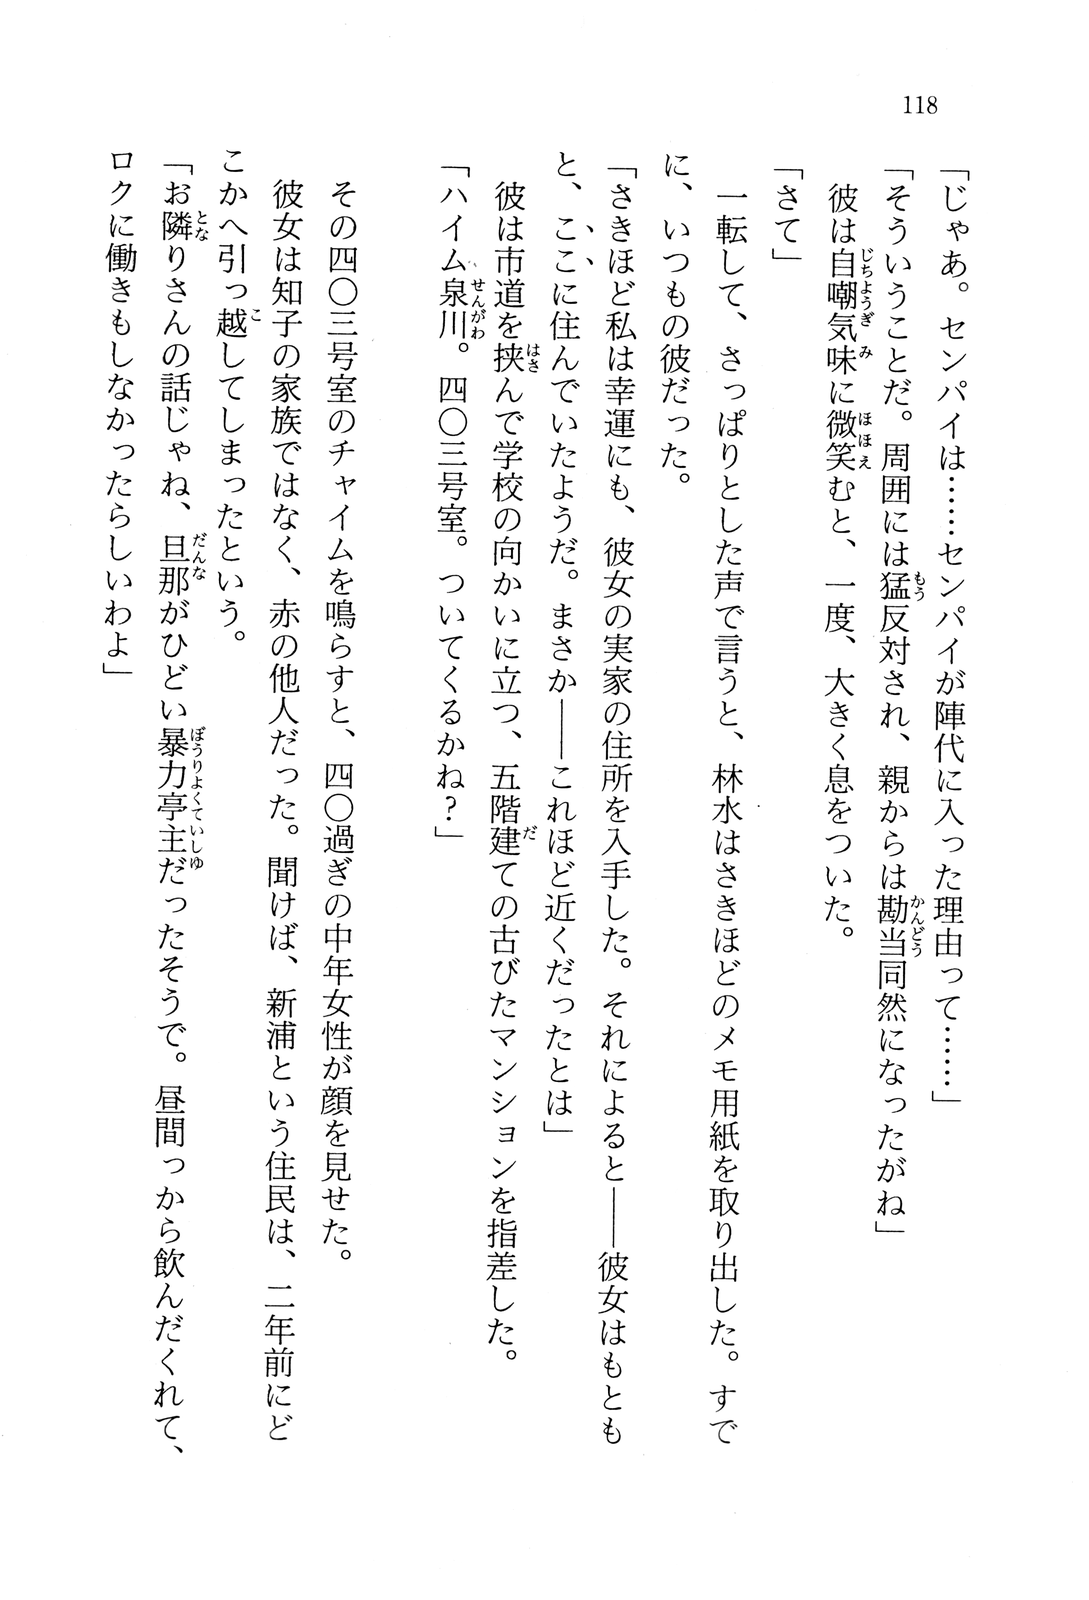 118
「じゃあ。センパイは……センパイが陣代に入った理由って……」
「そういうことだ。周囲には猛反対され、親からは勘当同然になったがね」
彼は自嘲気味に微笑むと、一度、大きく息をついた。
「さて」
一転して、さっぱりとした声で言うと、林水はさきほどのメモ用紙を取り出した。すで
に、いつもの彼だった。
「さきほど私は幸運にも、彼女の実家の住所を入手した。それによると――彼女はもとも
と、ここに住んでいたようだ。まさか――これほど近くだったとは」
彼は市道を挟んで学校の向かいに立つ、五階建ての古びたマンションを指差した。
「ハイム泉川。四〇三号室。ついてくるかね?」
その四〇三号室のチャイムを鳴らすと、四〇過ぎの中年女性が顔を見せた。
彼女は知子の家族ではなく、赤の他人だった。聞けば、新浦という住民は、二年前にど
こかへ引っ越してしまったという。
「お隣りさんの話じゃね、旦那がひどい暴力亭主だったそうで。昼間っから飲んだくれて、
ロクに働きもしなかったらしいわよ」